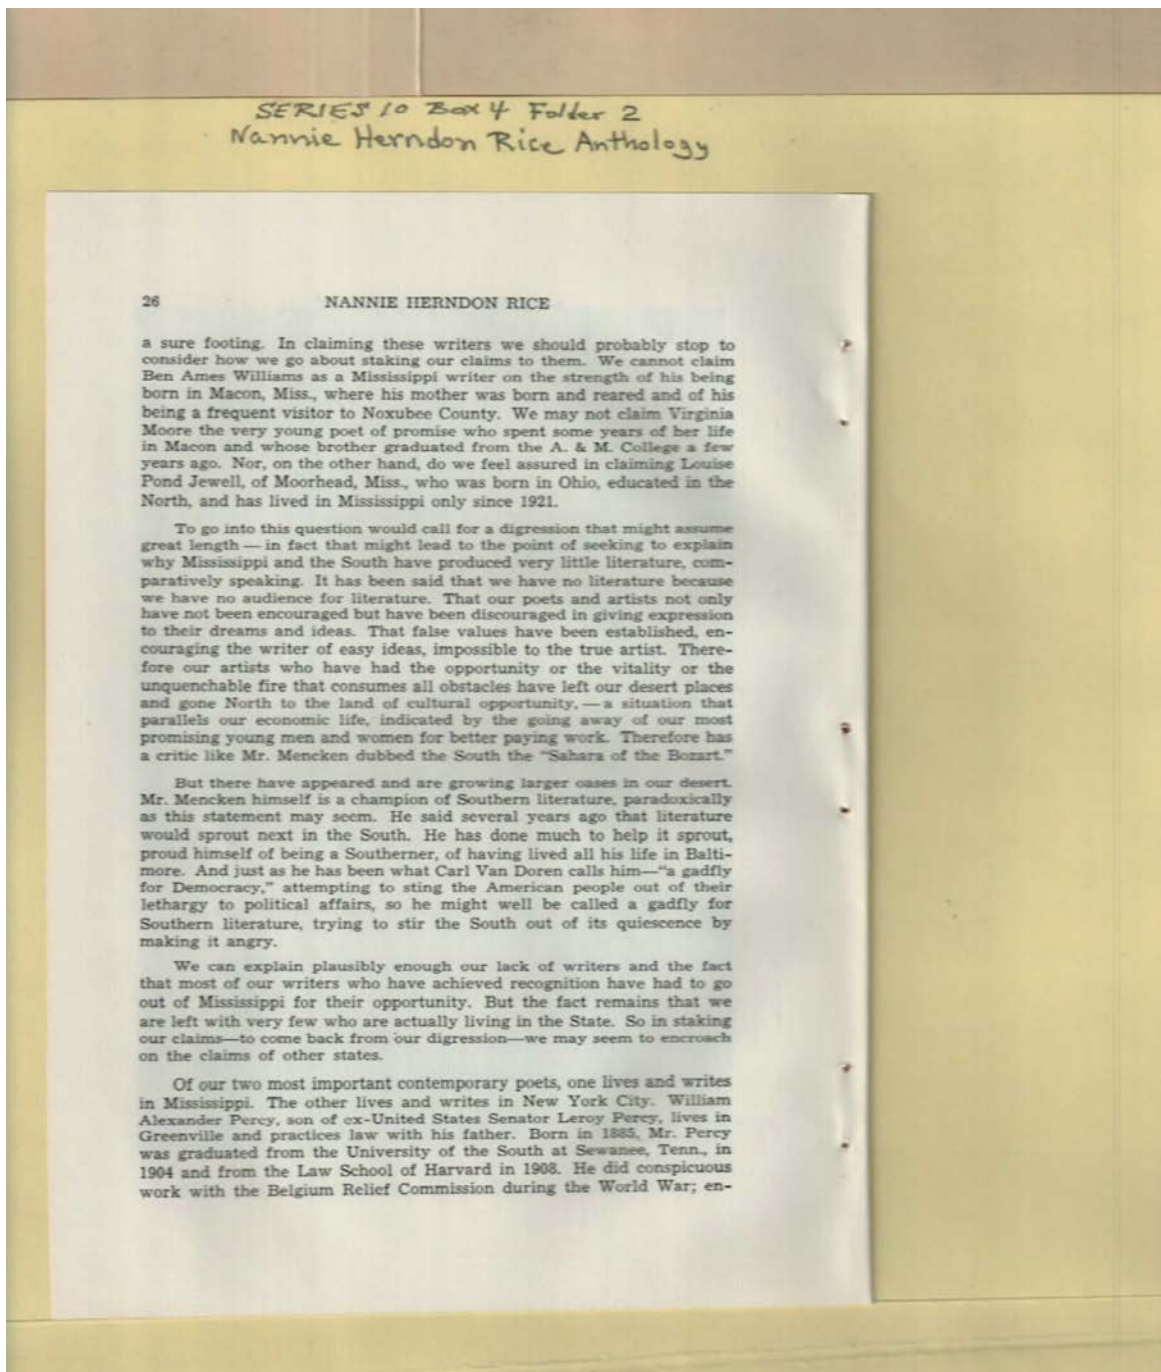 SERIES 10 Box 4 Folder 2
Nannie Herndon Rice Anthology
26 NANNIE HERNDON RICE
a sure footing. In claiming these writers we should probably stop to
consider how we go about staking our claims to them. We cannot claim
Ben Ames Williams as a Mississippi writer on the strength of his being
born in Macon, Miss., where his mother was born and reared and of his
being a frequent visitor to Noxubee County. We may not claim Virginia
Moore the very young poet of promise who spent some years of her life
in Macon and whose brother graduated from the A. & M. College a few
years ago. Nor, on the other hand, do we feel assured in claiming Louise
Pond Jewell, of Moorhead, Miss., who was born in Ohio, educated in the
North, and has lived in Mississippi only since 1921.
To go into this question would call for a digression that might assume
great length — in fact that might lead to the point of seeking to explain
why Mississippi and the South have produced very little literature, com-
paratively speaking. It has been said that we have no literature because
we have no audience for literature. That our poets and artists not only
have not been encouraged but have been discouraged in giving expression
to their dreams and ideas. That false values have been established, en-
couraging the writer of easy ideas, impossible to the true artist. There-
fore our artists who have had the opportunity or the vitality or the
unquenchable fire that consumes all obstacles have left our desert places
and gone North to the land of cultural opportunity, — a situation that
parallels our economic life, indicated by the going away of our most
promising young men and women for better paying work. Therefore has
a critic like Mr. Mencken dubbed the South the "Sahara of the Bozart."
But there have appeared and are growing larger oases in our desert.
Mr. Mencken himself is a champion of Southern literature, paradoxically
as this statement may seem. He said several years ago that literature
would sprout next in the South. He has done much to help it sprout,
proud himself of being a Southerner, of having lived all his life in Balti-
more. And just as he has been what Carl Van Doren calls him—"a gadfly
for Democracy," attempting to sting the American people out of their
lethargy to political affairs, so he might well be called a gadfly for
Southern literature, trying to stir the South out of its quiescence by
making it angry.
We can explain plausibly enough our lack of writers and the fact
that most of our writers who have achieved recognition have had to go
out of Mississippi for their opportunity. But the fact remains that we
are left with very few who are actually living in the State. So in staking
our claims—to come back from our digression—we may seem to encroach
on the claims of other states.
Of our two most important contemporary poets, one lives and writes
in Mississippi. The other lives and writes in New York City. William
Alexander Percy, son of ex-United States Senator Leroy Percy, lives in
Greenville and practices law with his father. Born in 1885, Mr. Percy
was graduated from the University of the South at Sewanee, Tenn., in
1904 and from the Law School of Harvard in 1908. He did conspicuous
work with the Belgium Relief Commission during the World War; en-